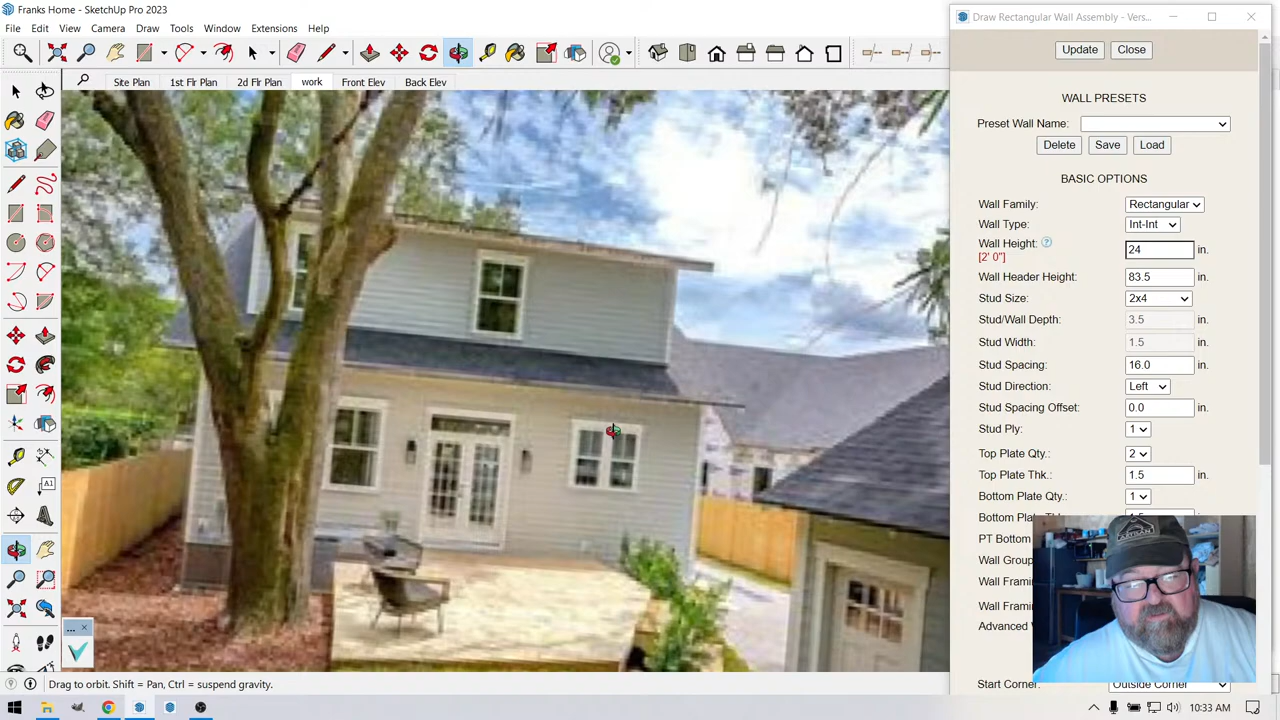 Franks Home - SketchUp Pro 2023
File Edit View Camera Draw Tools Window Extensions Help
Site Plan 1st Flr Plan 2d Flr Plan work Front Elev Back Elev
Drag to orbit. Shift = Pan, Ctrl = suspend gravity.
Draw Rectangular Wall Assembly - Vers...
Update Close
WALL PRESETS
Preset Wall Name:
Delete Save Load
BASIC OPTIONS
Wall Family: Rectangular
Wall Type: Int-Int
Wall Height: 24 in.
[2' 0"]
Wall Header Height: 83.5 in.
Stud Size: 2x4
Stud/Wall Depth: 3.5 in.
Stud Width: 1.5 in.
Stud Spacing: 16.0 in.
Stud Direction: Left
Stud Spacing Offset: 0.0 in.
Stud Ply: 1
Top Plate Qty.: 2
Top Plate Thk.: 1.5 in.
Bottom Plate Qty.: 1
Bottom Pla
PT Bottom
Wall Group
Wall Frami
Wall Frami
Advanced
Start Corner: Outside Corner
10:33 AM